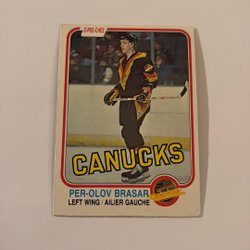 O-PEE-CHEE
CANUCKS
PER-OLOV BRASAR
LEFT WING / AILIER GAUCHE